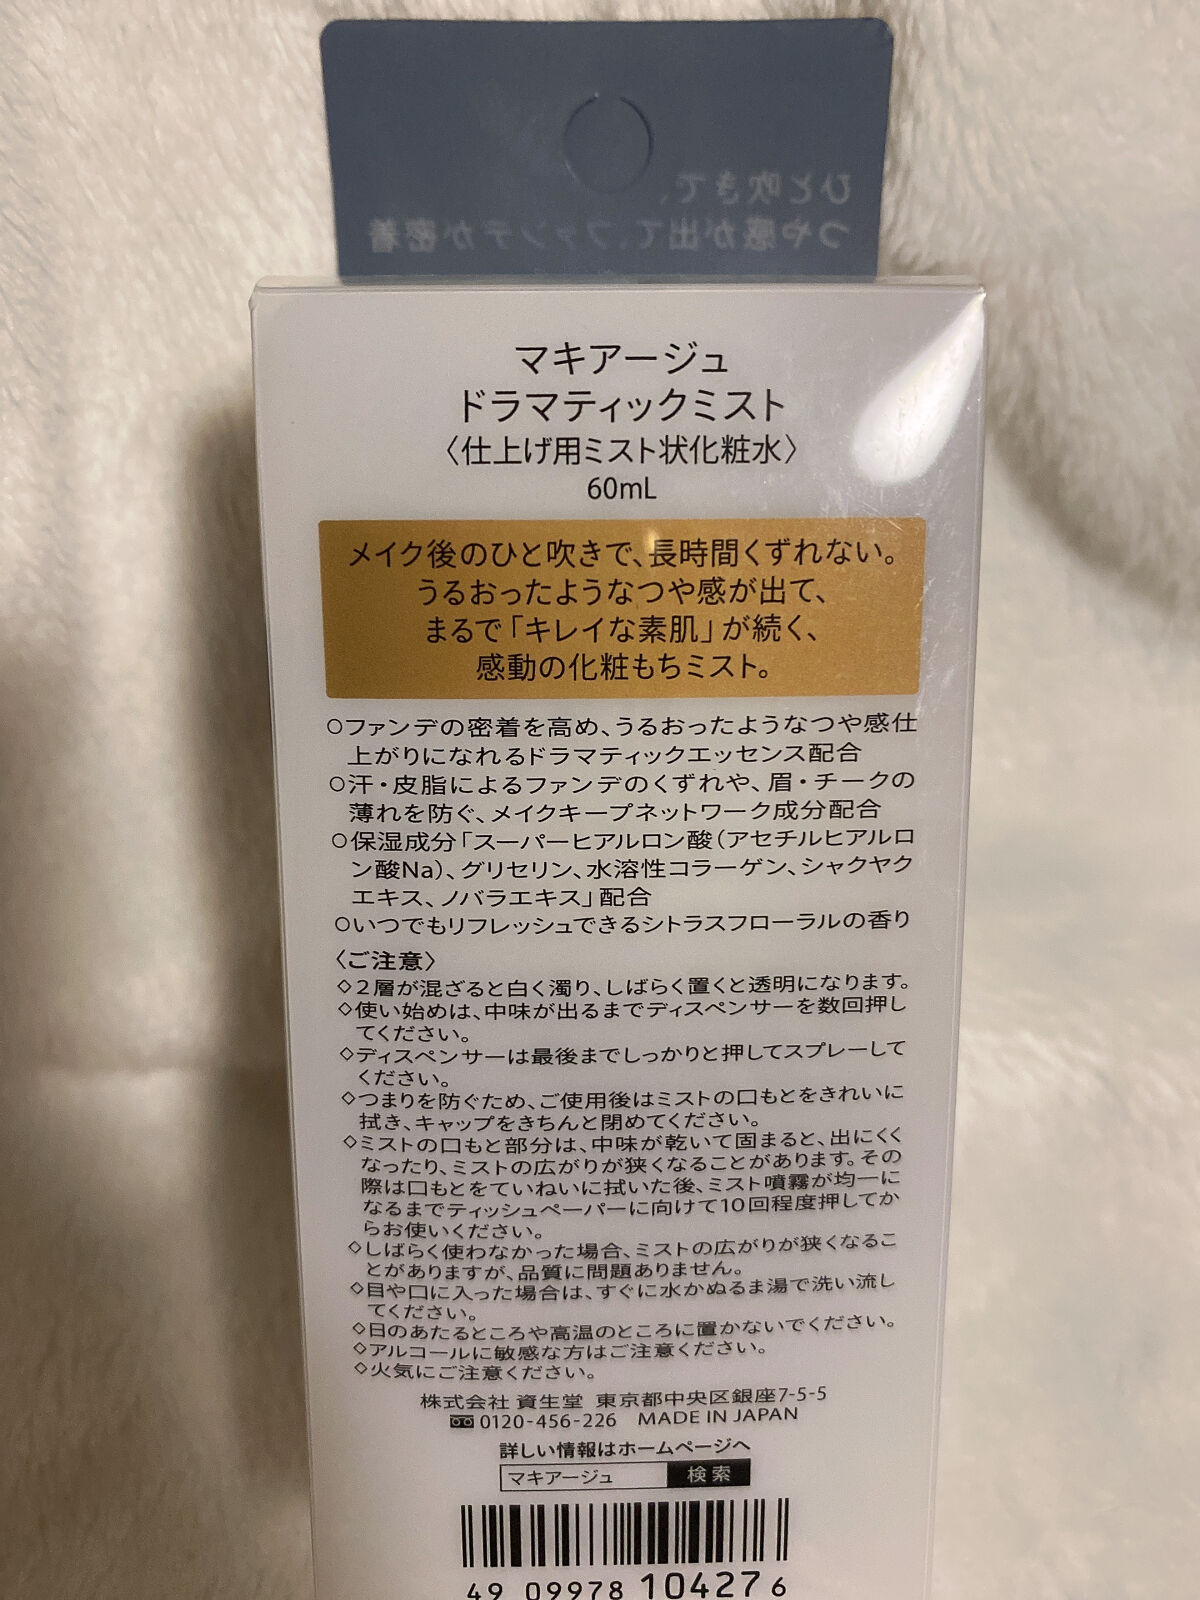 ひと吹きで、
つや感が出て、ファンデが密着
マキアージュ
ドラマティックミスト
〈仕上げ用ミスト状化粧水〉
60mL
メイク後のひと吹きで、長時間くずれない。
うるおったようなつや感が出て、
まるで「キレイな素肌」が続く、
感動の化粧もちミスト。
○ファンデの密着を高め、うるおったようなつや感仕
上がりになれるドラマティックエッセンス配合
○汗・皮脂によるファンデのくずれや、眉・チークの
薄れを防ぐ、メイクキープネットワーク成分配合
○保湿成分「スーパーヒアルロン酸（アセチルヒアルロ
ン酸Na）、グリセリン、水溶性コラーゲン、シャクヤク
エキス、ノバラエキス」配合
○いつでもリフレッシュできるシトラスフローラルの香り
〈ご注意〉
◇2層が混ざると白く濁り、しばらく置くと透明になります。
◇使い始めは、中味が出るまでディスペンサーを数回押し
てください。
◇ディスペンサーは最後までしっかりと押してスプレーして
ください。
◇つまりを防ぐため、ご使用後はミストの口もとをきれいに
拭き、キャップをきちんと閉めてください。
◇ミストの口もと部分は、中味が乾いて固まると、出にくく
なったり、ミストの広がりが狭くなることがあります。その
際は口もとをていねいに拭いた後、ミスト噴霧が均一に
なるまでティッシュペーパーに向けて10回程度押してか
らお使いください。
◇しばらく使わなかった場合、ミストの広がりが狭くなるこ
とがありますが、品質に問題ありません。
◇目や口に入った場合は、すぐに水かぬるま湯で洗い流し
てください。
◇日のあたるところや高温のところに置かないでください。
◇アルコールに敏感な方はご注意ください。
◇火気にご注意ください。
株式会社 資生堂 東京都中央区銀座7-5-5
0120-456-226 MADE IN JAPAN
詳しい情報はホームページへ
マキアージュ 検索
49 09978 104276